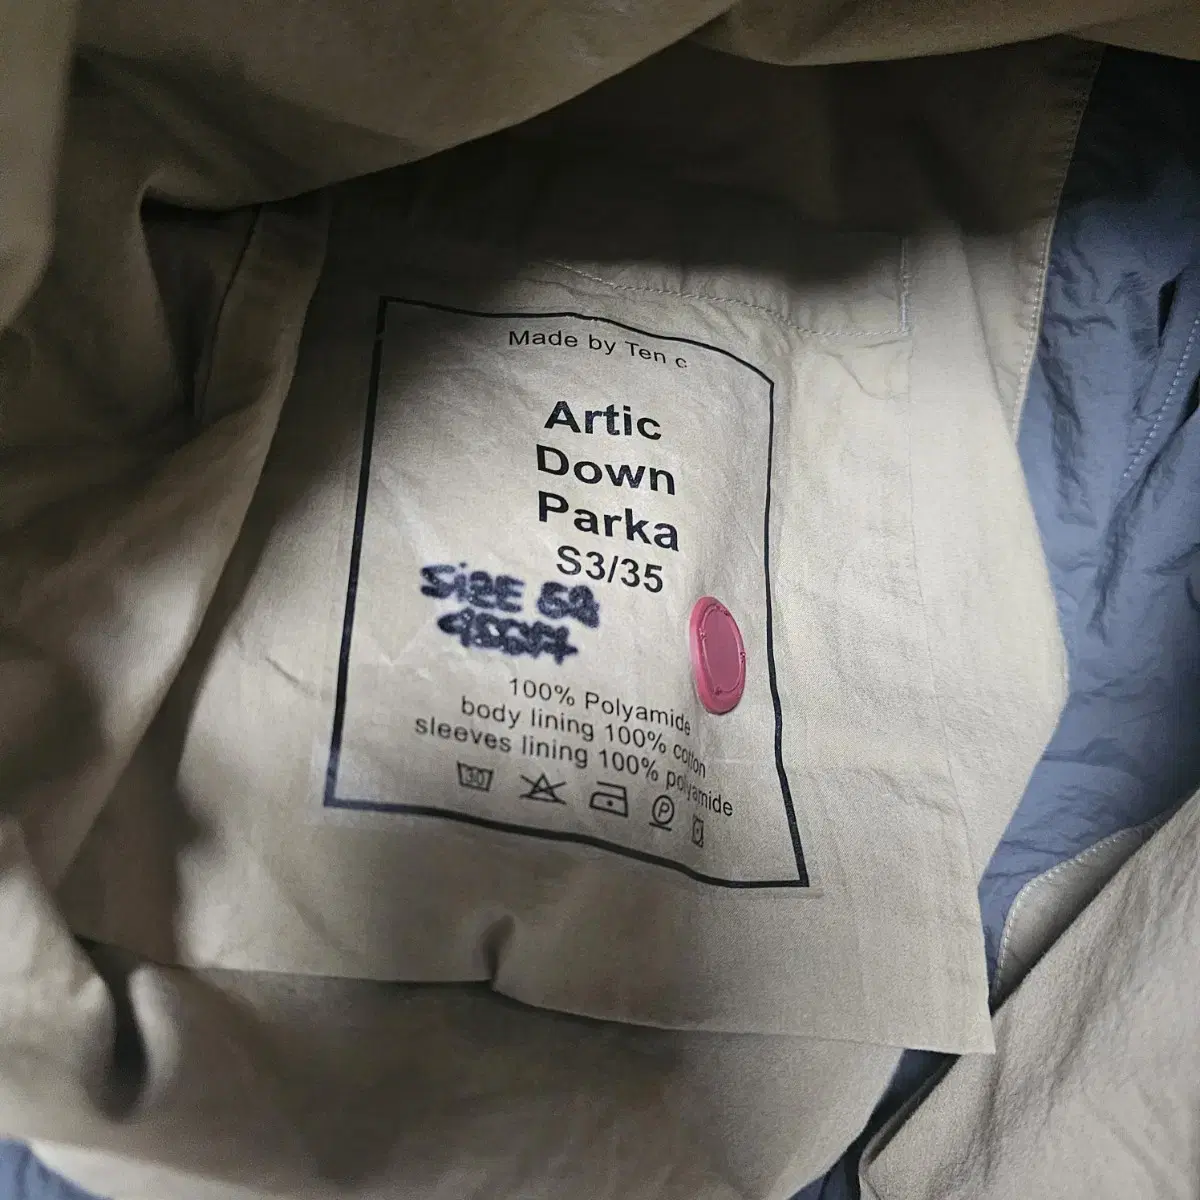 Made by Ten c
Artic
Down
Parka
S3/35
SiZE
100% Polyamide
body lining 100% cotton
sleeves lining 100% polyamide
30
P